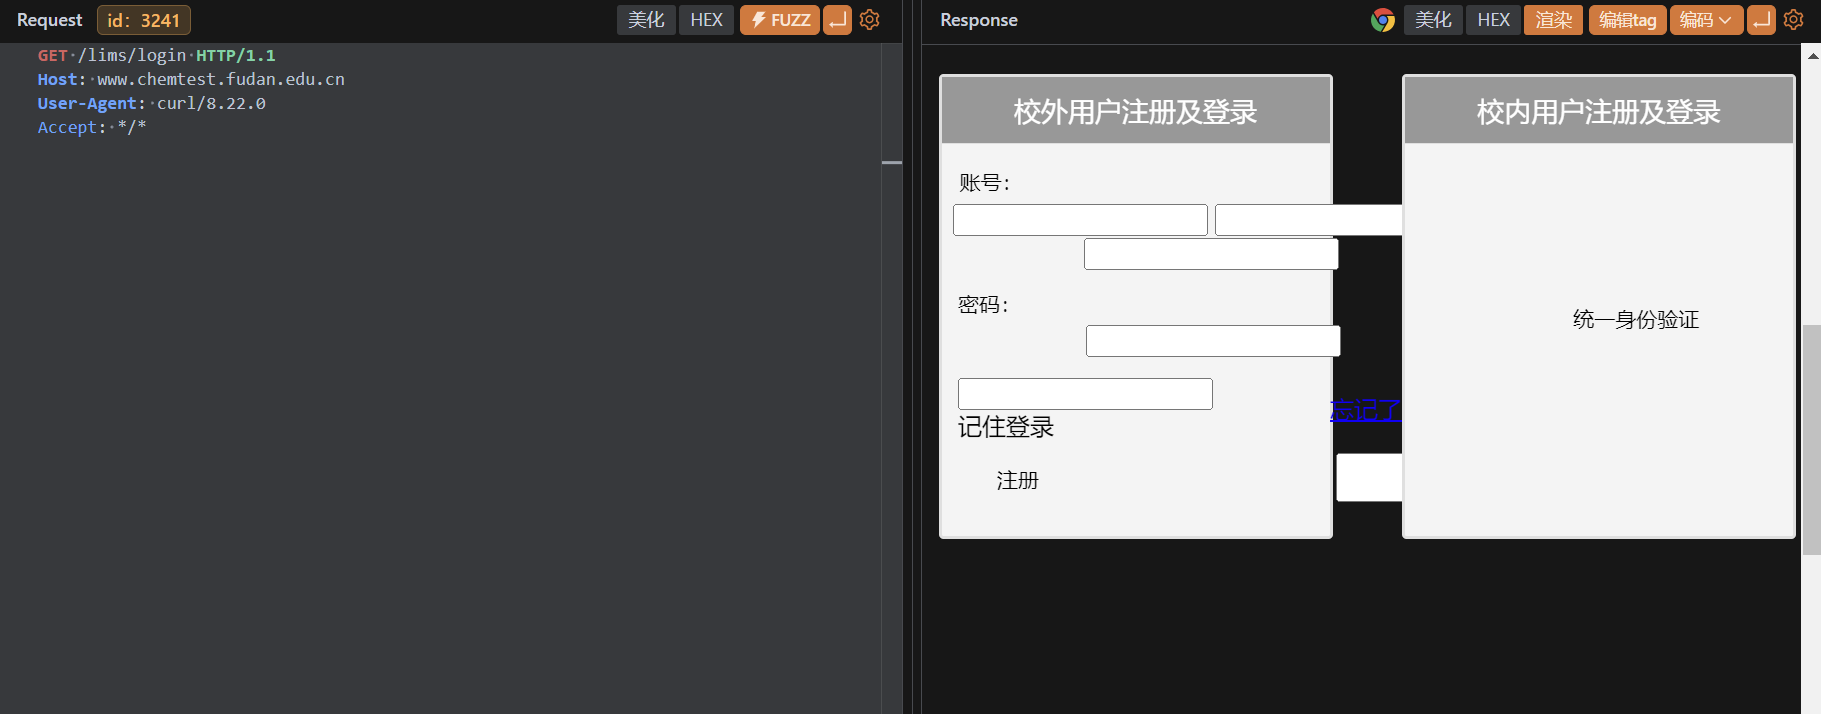 Request id: 3241 美化 HEX FUZZ
GET /lims/login HTTP/1.1
Host: www.chemtest.fudan.edu.cn
User-Agent: curl/8.22.0
Accept: */*
Response 美化 HEX 渲染 编辑tag 编码
校外用户注册及登录
账号：
密码：
忘记了
记住登录
注册
校内用户注册及登录
统一身份验证